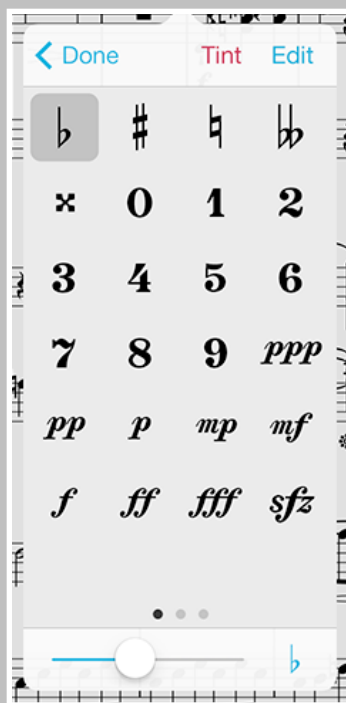 Done Tint Edit
♭ ♯ ♮ 𝄫
𝄪 0 1 2
3 4 5 6
7 8 9 ppp
pp p mp mf
f ff fff sfz
♭